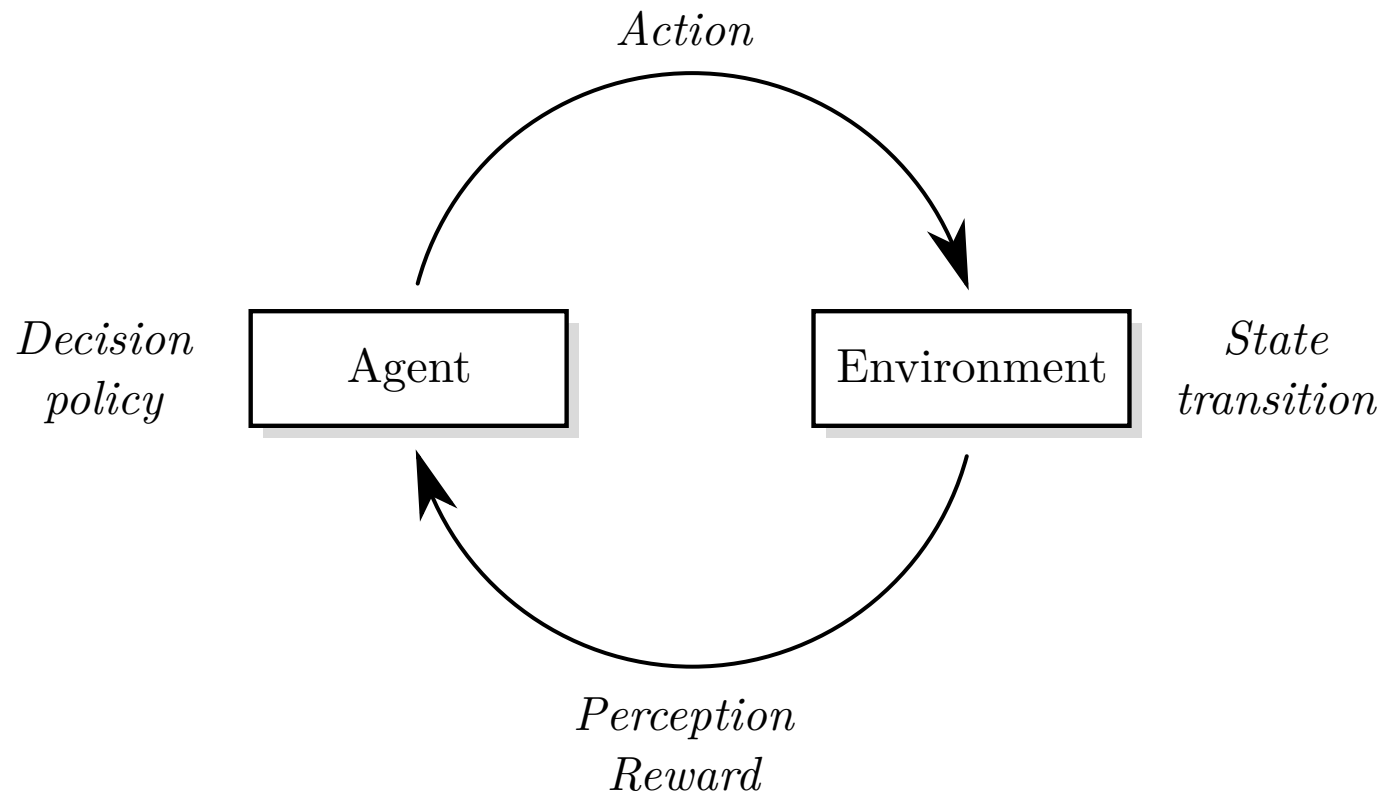 Action
Decision
policy
Agent
Environment
State
transition
Perception
Reward